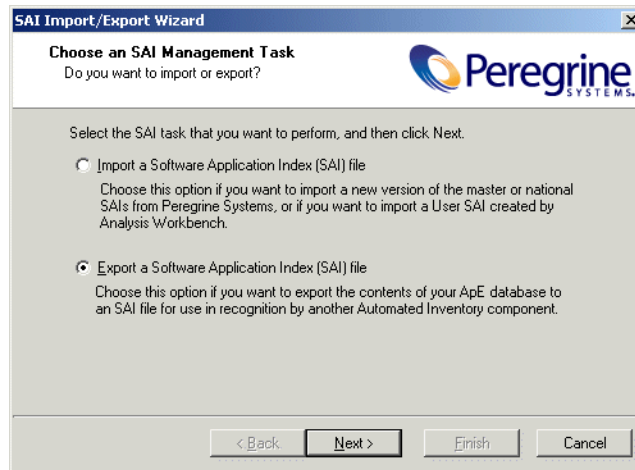 SAI Import/Export Wizard
Choose an SAI Management Task
Do you want to import or export?
Peregrine
SYSTEMS
Select the SAI task that you want to perform, and then click Next.
Import a Software Application Index (SAI) file
Choose this option if you want to import a new version of the master or national
SAIs from Peregrine Systems, or if you want to import a User SAI created by
Analysis Workbench.
Export a Software Application Index (SAI) file
Choose this option if you want to export the contents of your ApE database to
an SAI file for use in recognition by another Automated Inventory component.
< Back
Next >
Finish
Cancel